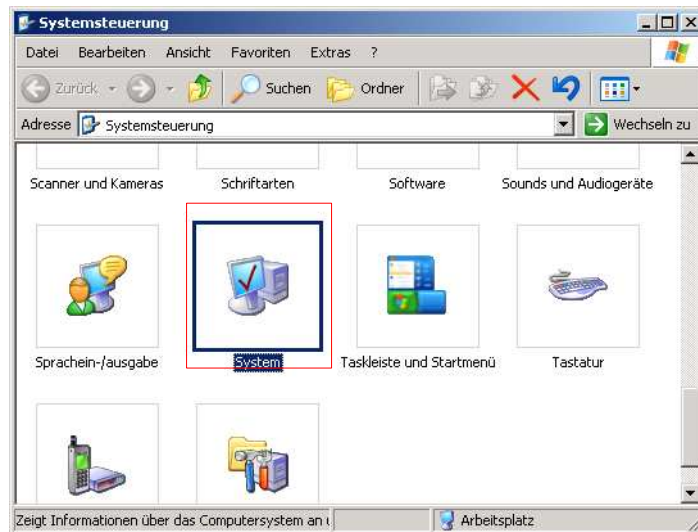 Systemsteuerung
Datei Bearbeiten Ansicht Favoriten Extras ?
Zurück Suchen Ordner
Adresse Systemsteuerung Wechseln zu
Scanner und Kameras Schriftarten Software Sounds und Audiogeräte
Sprachein-/ausgabe System Taskleiste und Startmenü Tastatur
Zeigt Informationen über das Computersystem an Arbeitsplatz